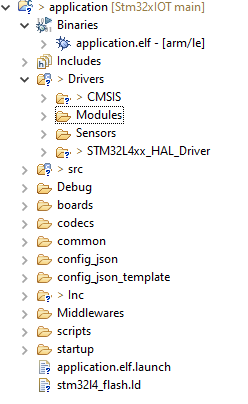 application [Stm32xIOT main]
Binaries
application.elf - [arm/le]
Includes
> Drivers
> CMSIS
Modules
Sensors
> STM32L4xx_HAL_Driver
> src
Debug
boards
codecs
common
config_json
config_json_template
> Inc
Middlewares
scripts
startup
application.elf.launch
stm32l4_flash.ld